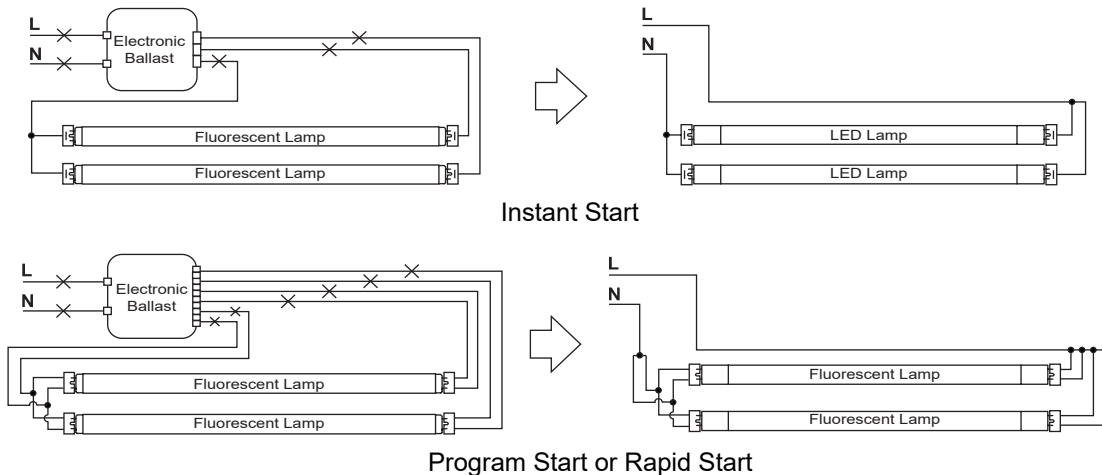 L
N
Electronic
Ballast
Fluorescent Lamp
Fluorescent Lamp
L
N
LED Lamp
LED Lamp
Instant Start
L
N
Electronic
Ballast
Fluorescent Lamp
Fluorescent Lamp
L
N
Fluorescent Lamp
Fluorescent Lamp
Program Start or Rapid Start